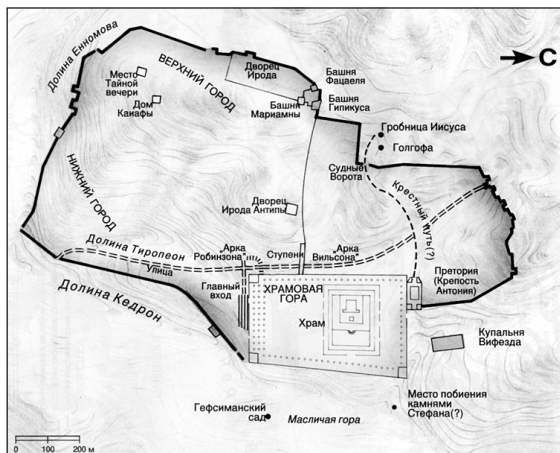 Долина Енномова
ВЕРХНИЙ ГОРОД
Дворец
Ирода
Башня
Фацаеля
С
Место
Тайной
вечери
Дом
Каиафы
Башня
Мариамны
Башня
Гипикуса
Гробница Иисуса
Голгофа
Судные
Ворота
Крестный путь(?)
НИЖНИЙ ГОРОД
Дворец
Ирода Антипы
Долина Тиропеон
Улица
„Арка
Робинзона"
Ступени
„Арка
Вильсона"
Долина Кедрон
Главный
вход
ХРАМОВАЯ
ГОРА
Храм
Претория
(Крепость
Антония)
Купальня
Вифезда
Гефсиманский
сад
Масличая гора
Место побиения
камнями
Стефана(?)
0 100 200 м